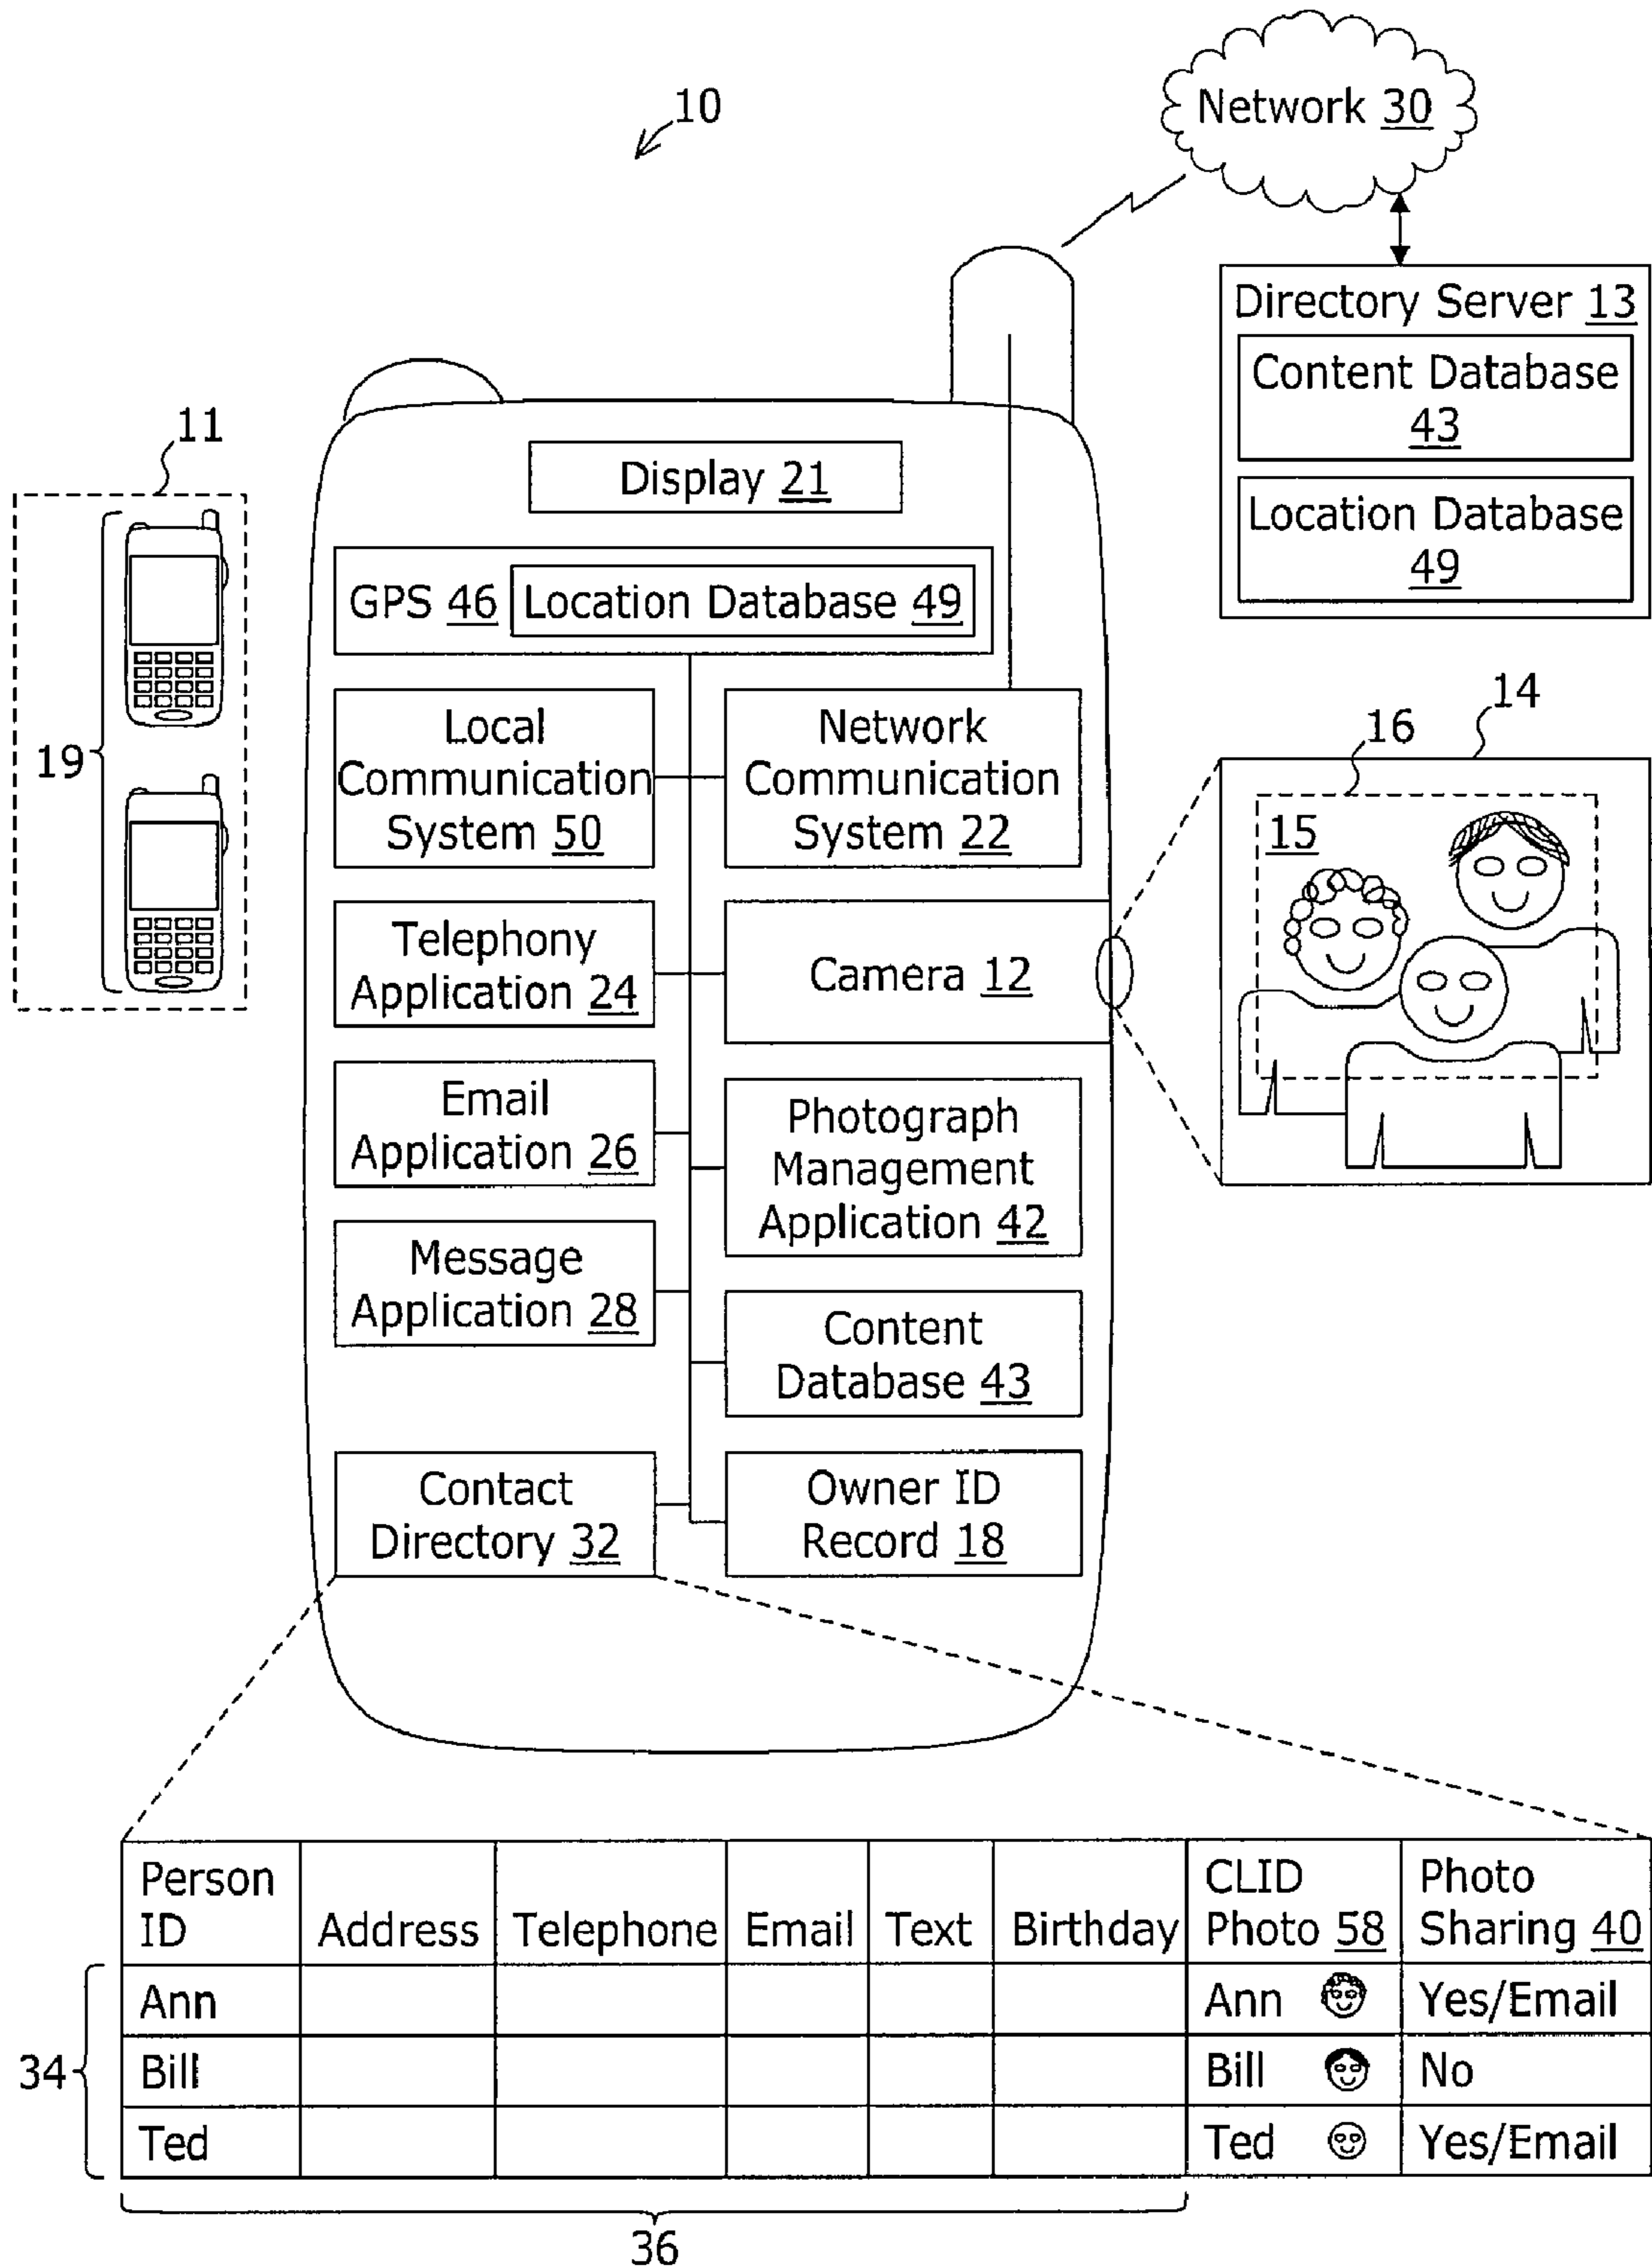 10
Network 30
Directory Server 13
Content Database
43
Location Database
49
11
19
Display 21
GPS 46
Location Database 49
Local
Communication
System 50
Network
Communication
System 22
Telephony
Application 24
Camera 12
Email
Application 26
Photograph
Management
Application 42
Message
Application 28
Content
Database 43
Contact
Directory 32
Owner ID
Record 18
14
16
15
Person
ID
Address
Telephone
Email
Text
Birthday
CLID
Photo 58
Photo
Sharing 40
34
Ann
Ann
Yes/Email
Bill
Bill
No
Ted
Ted
Yes/Email
36